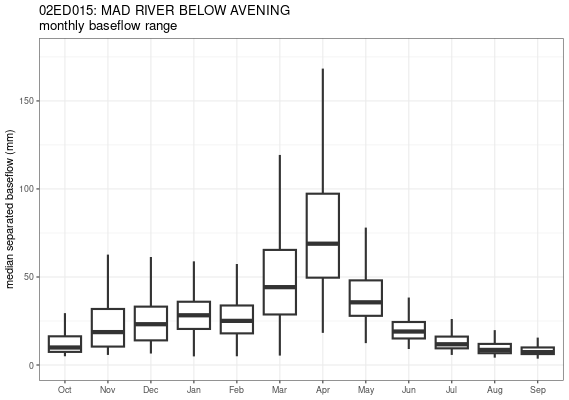 02ED015: MAD RIVER BELOW AVENING
monthly baseflow range
median separated baseflow (mm)
150
100
50
0
Oct Nov Dec Jan Feb Mar Apr May Jun Jul Aug Sep